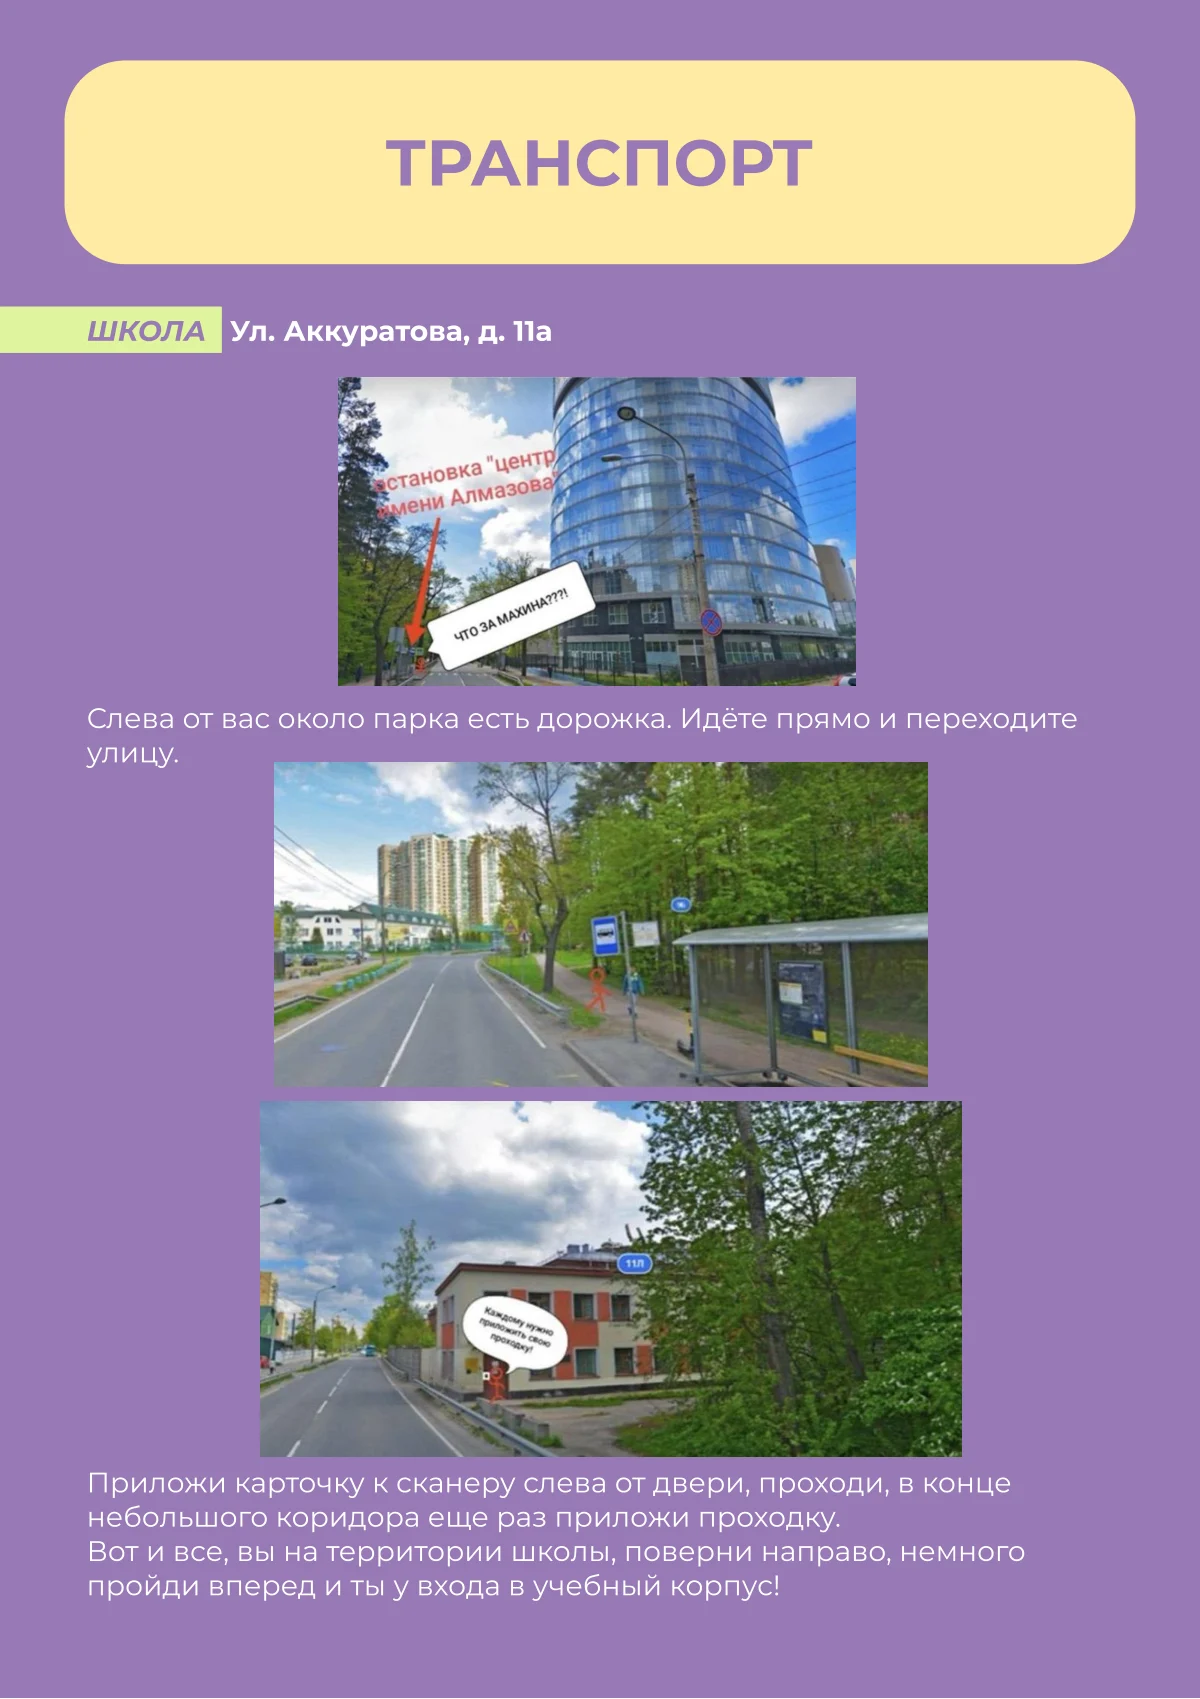 ТРАНСПОРТ
ШКОЛА Ул. Аккуратова, д. 11а
остановка "центр
имени Алмазова"
ЧТО ЗА МАХИНА???!
Слева от вас около парка есть дорожка. Идёте прямо и переходите
улицу.
11Л
Каждому нужно
приложить свою
проходку!
Приложи карточку к сканеру слева от двери, проходи, в конце
небольшого коридора еще раз приложи проходку.
Вот и все, вы на территории школы, поверни направо, немного
пройди вперед и ты у входа в учебный корпус!